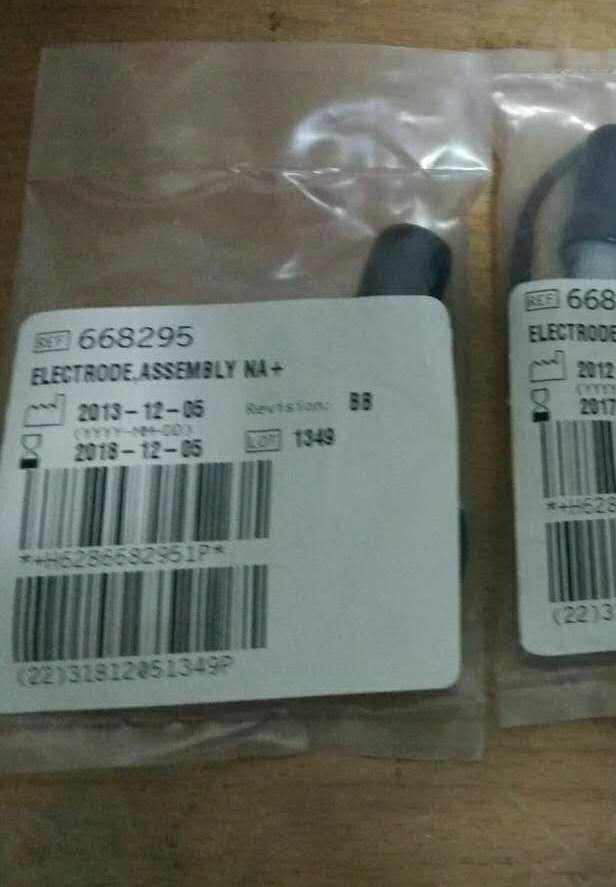 REF 668295
ELECTRODE,ASSEMBLY NA+
2013-12-05 Revision: BB
(YYYY-MM-DD)
2018-12-05 LOT 1349
*+H6286682951P*
(22)31812051349P
REF 668
ELECTRODE
2012
(YYYY
2017
*+H628
(22)3